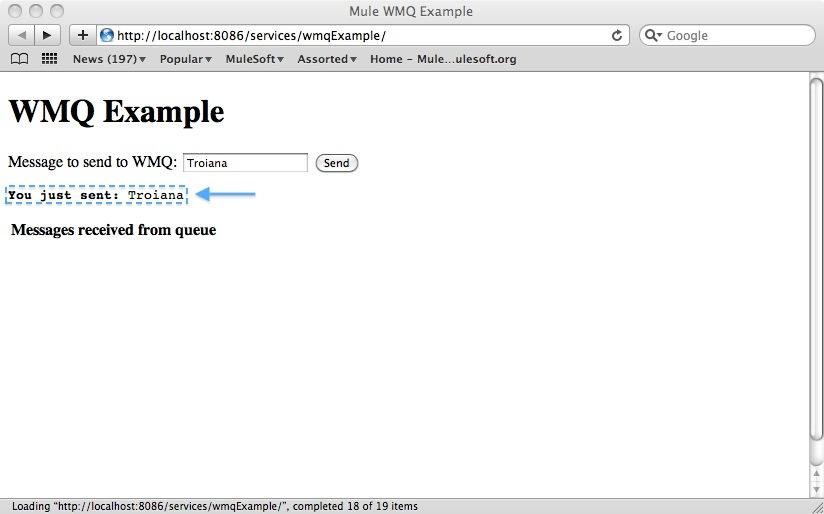 Mule WMQ Example
http://localhost:8086/services/wmqExample/
Google
News (197) Popular MuleSoft Assorted Home – Mule...ulesoft.org
WMQ Example
Message to send to WMQ: Troiana Send
You just sent: Troiana
Messages received from queue
Loading “http://localhost:8086/services/wmqExample/”, completed 18 of 19 items